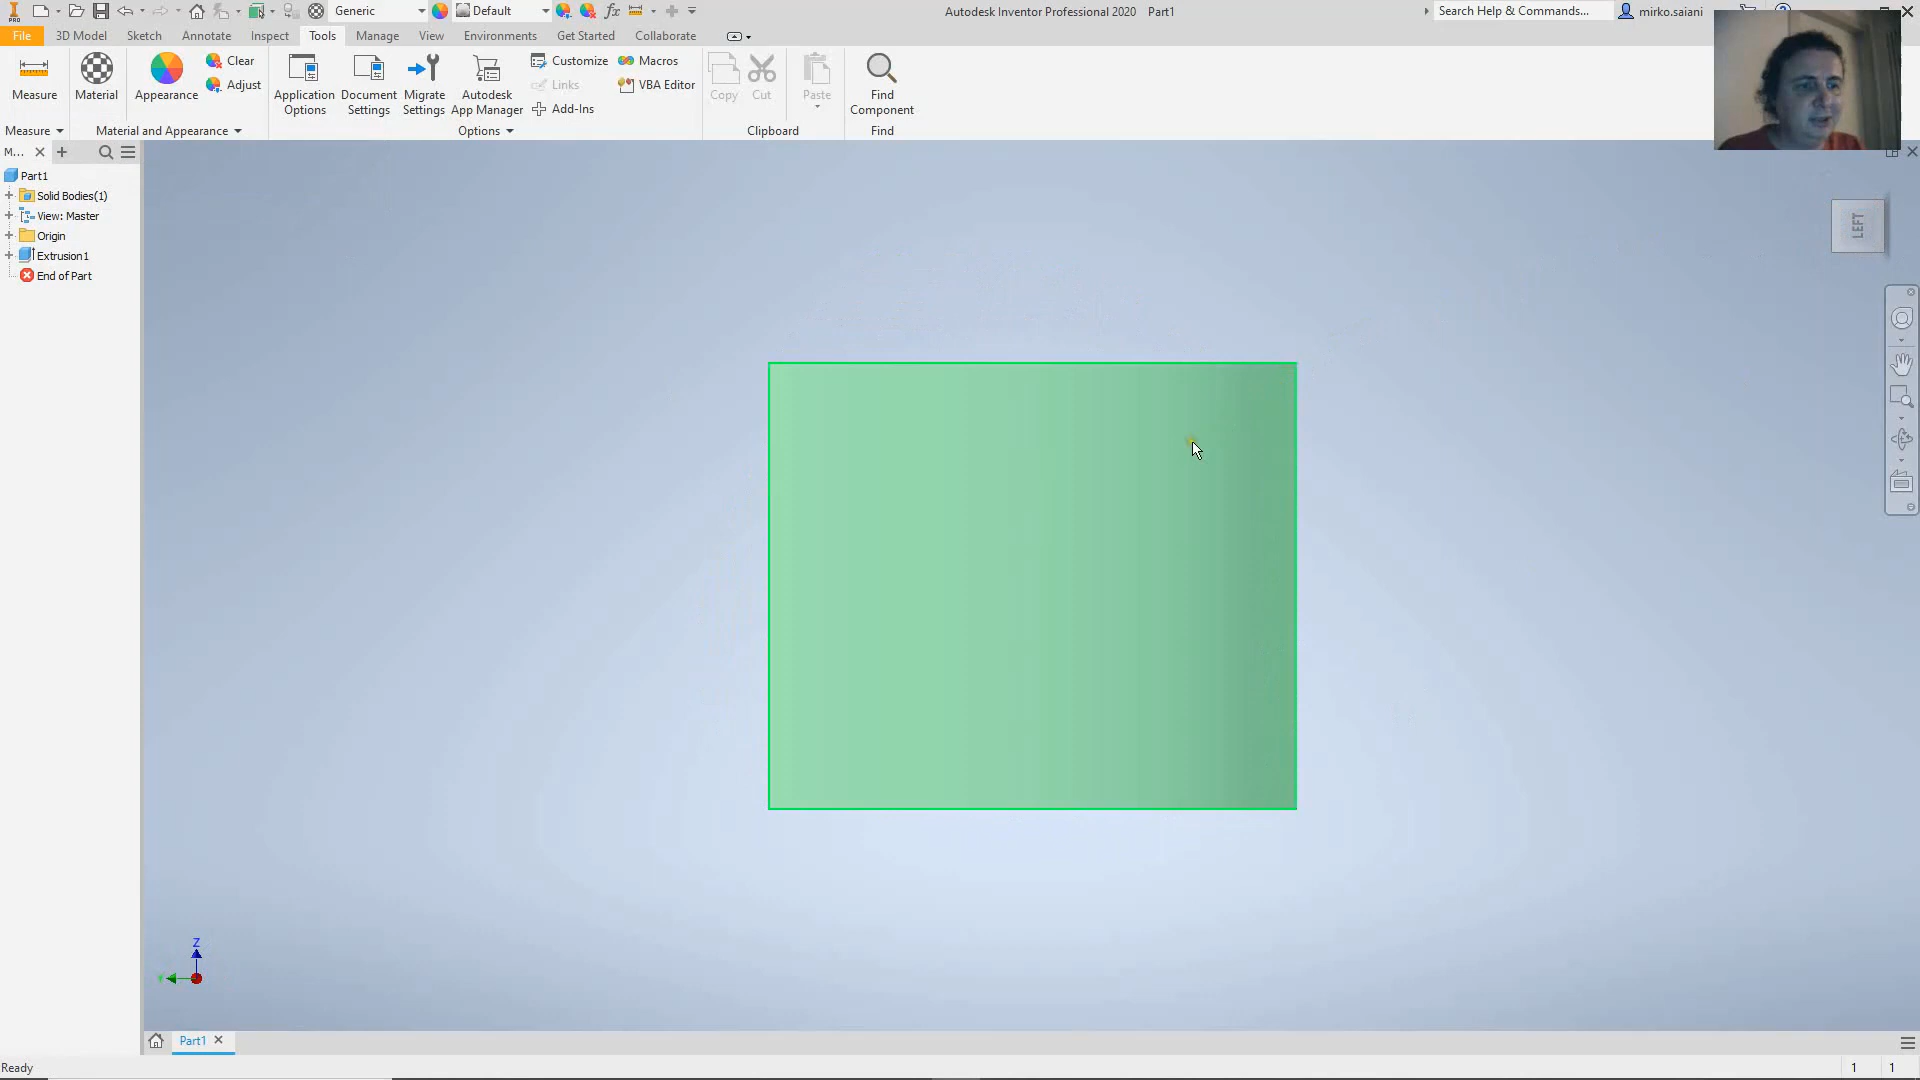 PRO
Generic
Default
fx
Autodesk Inventor Professional 2020 Part1
Search Help & Commands...
mirko.saiani
File
3D Model
Sketch
Annotate
Inspect
Tools
Manage
View
Environments
Get Started
Collaborate
Measure
Material
Appearance
Clear
Adjust
Application Options
Document Settings
Migrate Settings
Autodesk App Manager
Customize
Links
Add-Ins
Macros
VBA Editor
Copy
Cut
Paste
Find Component
Measure
Material and Appearance
Options
Clipboard
Find
M...
Part1
Solid Bodies(1)
View: Master
Origin
Extrusion1
End of Part
LEFT
Z
Part1
Ready
1 1